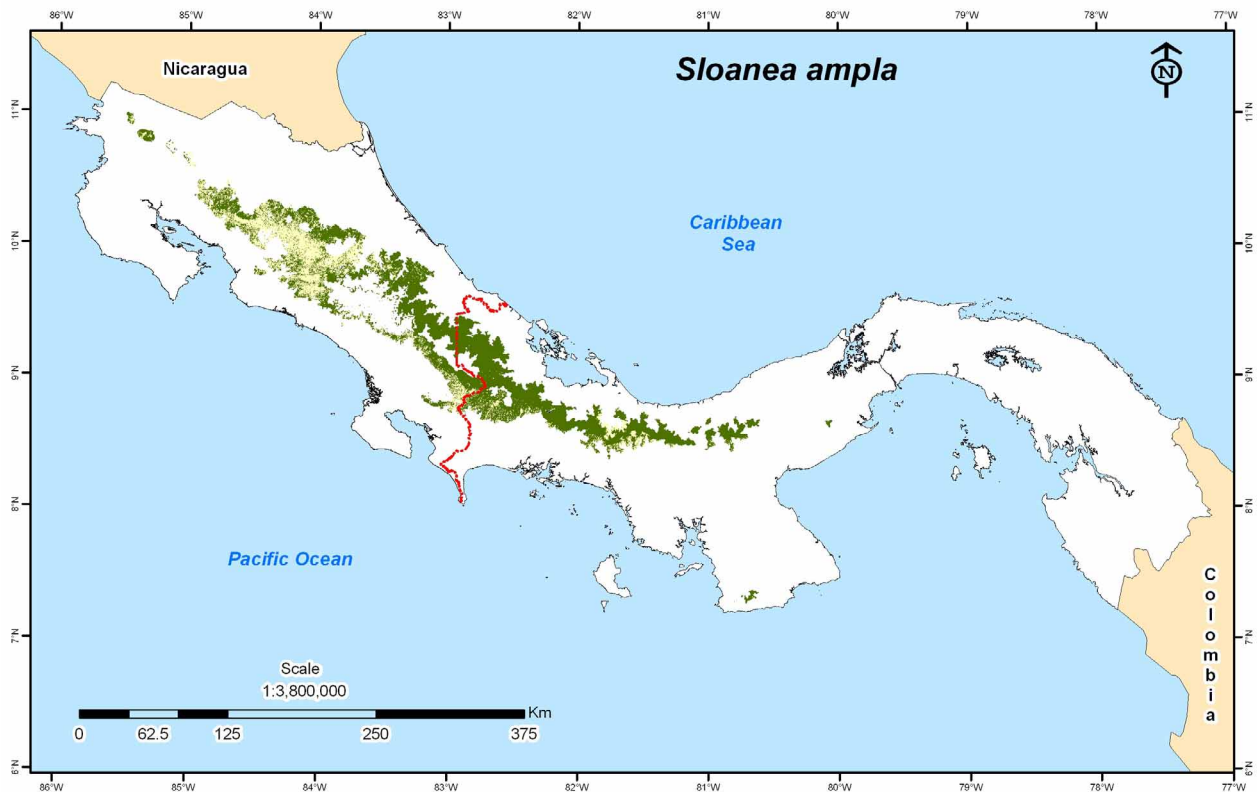 86°W 85°W 84°W 83°W 82°W 81°W 80°W 79°W 78°W 77°W
Nicaragua
Sloanea ampla
N
11°N 11°N
Caribbean
Sea
10°N 10°N
9°N 9°N
8°N 8°N
Pacific Ocean
Colombia
7°N 7°N
Scale
1:3,800,000
Km
0 62.5 125 250 375
6°N 6°N
86°W 85°W 84°W 83°W 82°W 81°W 80°W 79°W 78°W 77°W